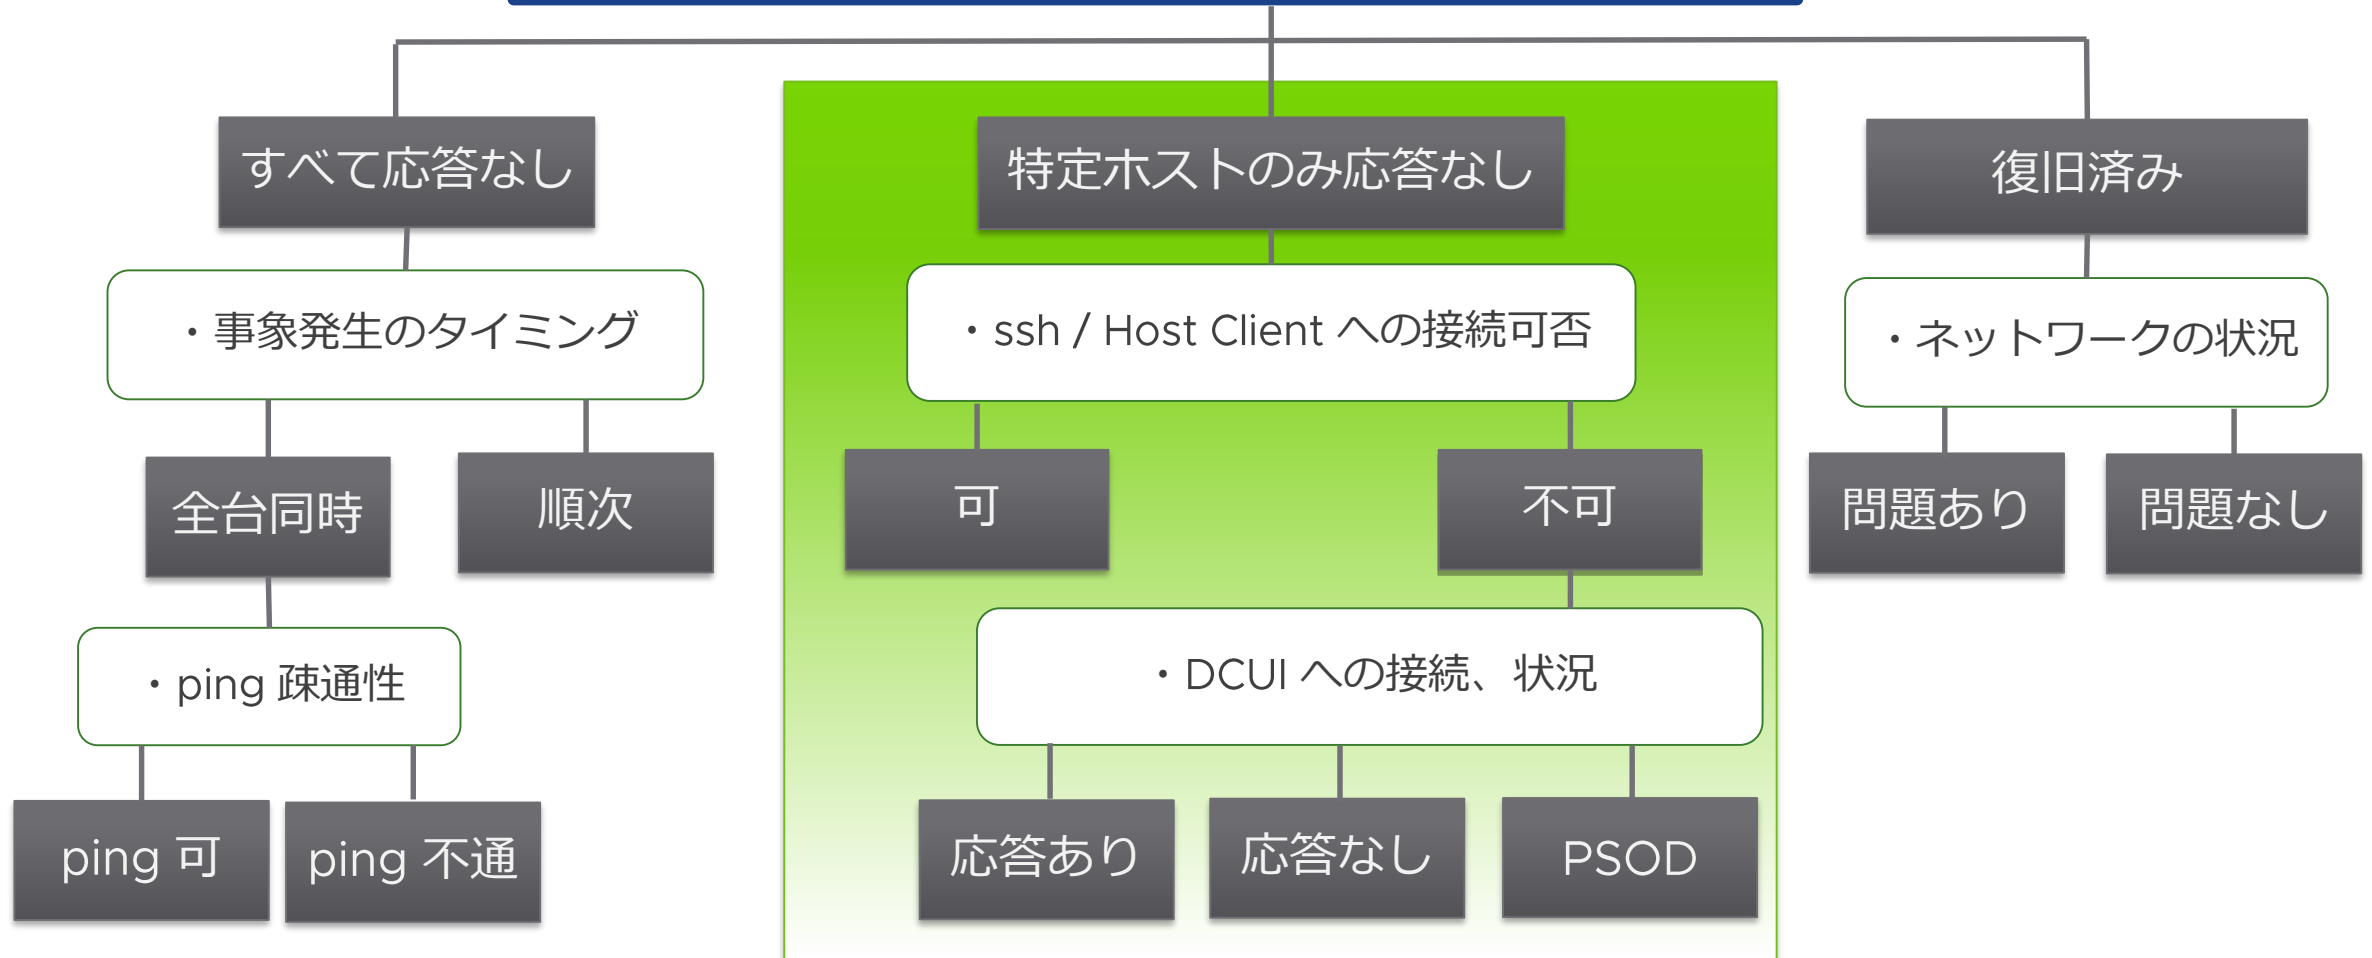 すべて応答なし
特定ホストのみ応答なし
復旧済み
・事象発生のタイミング
・ssh / Host Client への接続可否
・ネットワークの状況
全台同時
順次
可
不可
問題あり
問題なし
・ping 疎通性
・DCUI への接続、状況
ping 可
ping 不通
応答あり
応答なし
PSOD